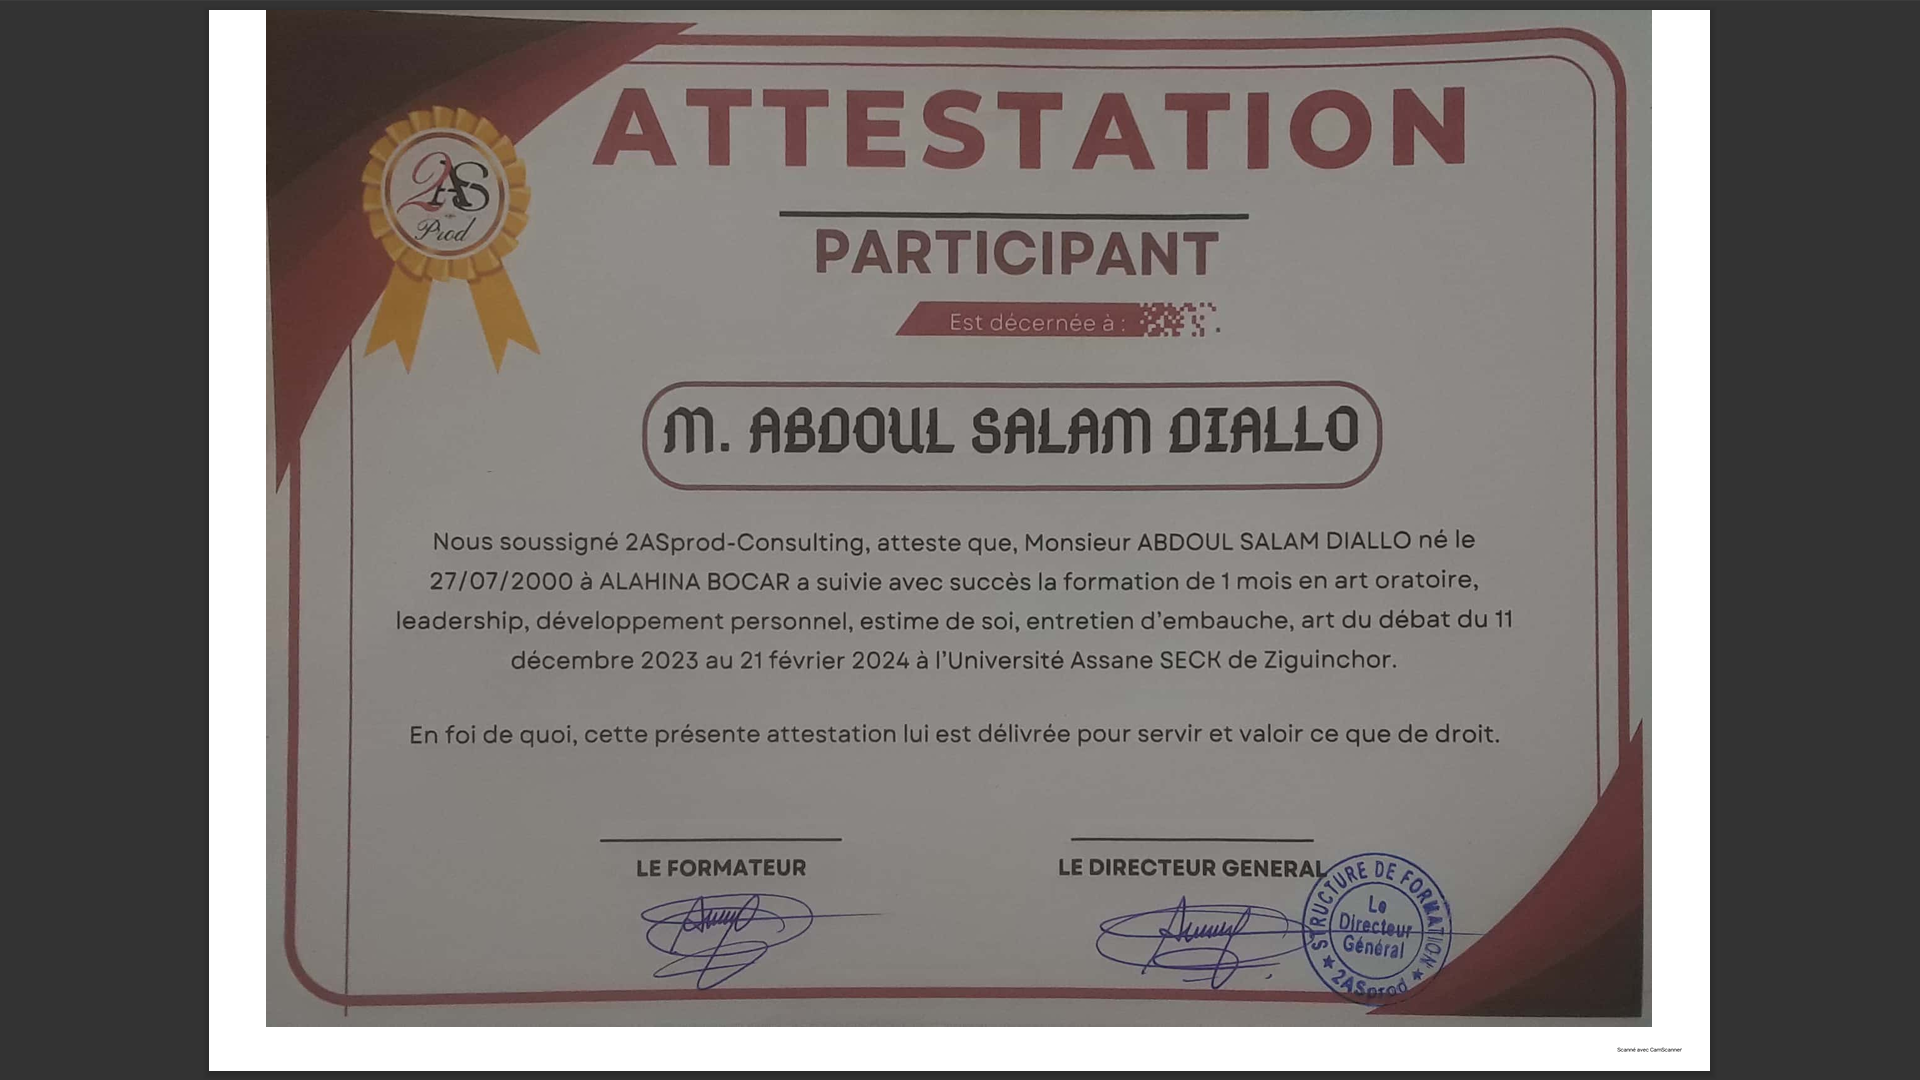 ATTESTATION
2AS
Prod
PARTICIPANT
Est décernée à :
M. ABDOUL SALAM DIALLO
Nous soussigné 2ASprod-Consulting, atteste que, Monsieur ABDOUL SALAM DIALLO né le
27/07/2000 à ALAHINA BOCAR a suivie avec succès la formation de 1 mois en art oratoire,
leadership, développement personnel, estime de soi, entretien d'embauche, art du débat du 11
décembre 2023 au 21 février 2024 à l'Université Assane SECK de Ziguinchor.
En foi de quoi, cette présente attestation lui est délivrée pour servir et valoir ce que de droit.
LE FORMATEUR
LE DIRECTEUR GENERAL
STRUCTURE DE FORMATION
Le
Directeur
Général
★ 2ASprod ★
Scanné avec CamScanner